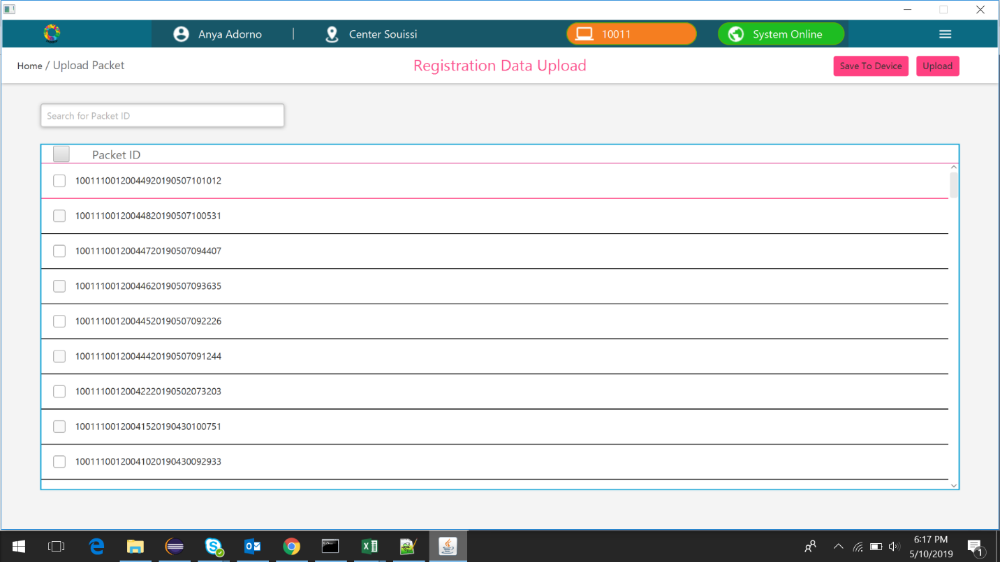 Anya Adorno | Center Souissi 10011 System Online
Home / Upload Packet Registration Data Upload Save To Device Upload
Search for Packet ID
Packet ID
10011100120044920190507101012
10011100120044820190507100531
10011100120044720190507094407
10011100120044620190507093635
10011100120044520190507092226
10011100120044420190507091244
10011100120042220190502073203
10011100120041520190430100751
10011100120041020190430092933
6:17 PM
5/10/2019
1